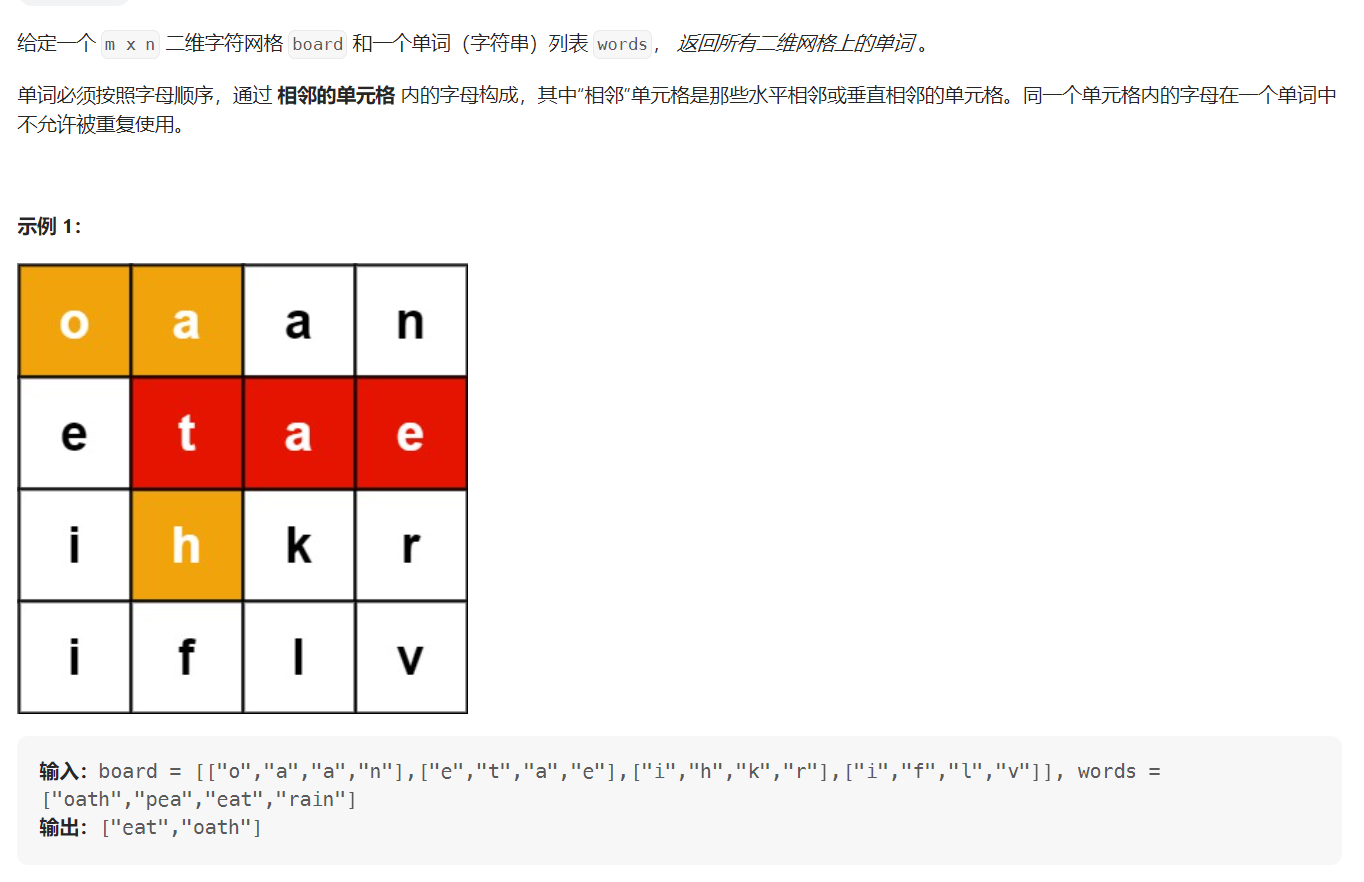 给定一个 m x n 二维字符网格 board 和一个单词（字符串）列表 words， 返回所有二维网格上的单词 。
单词必须按照字母顺序，通过 相邻的单元格 内的字母构成，其中“相邻”单元格是那些水平相邻或垂直相邻的单元格。同一个单元格内的字母在一个单词中
不允许被重复使用。
示例 1：
o a a n
e t a e
i h k r
i f l v
输入：board = [["o","a","a","n"],["e","t","a","e"],["i","h","k","r"],["i","f","l","v"]], words =
["oath","pea","eat","rain"]
输出：["eat","oath"]